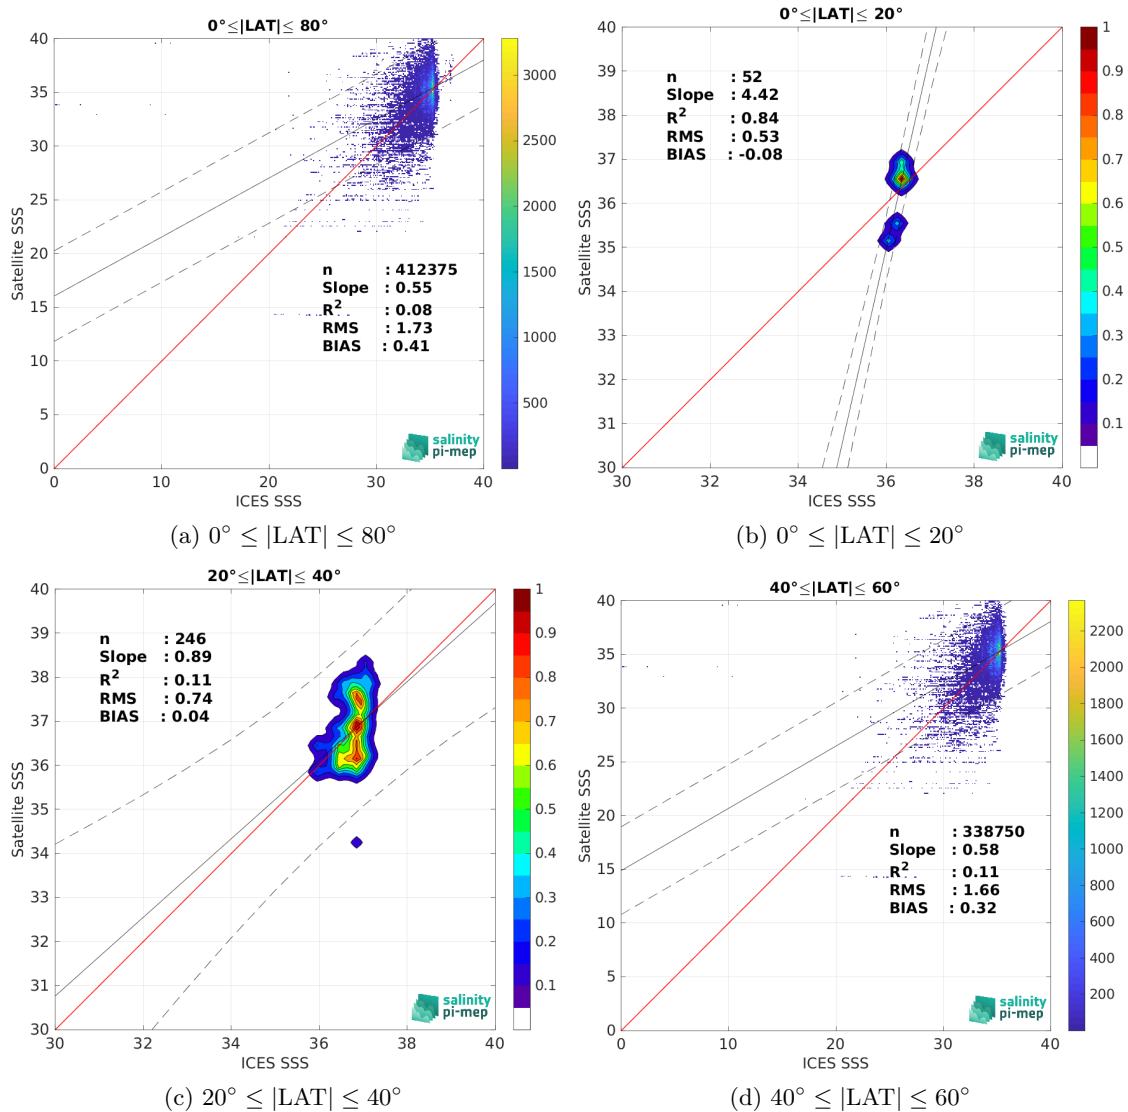 0°≤|LAT|≤ 80°
40
35
30
25
20
15
10
5
0
Satellite SSS
n : 412375
Slope : 0.55
R² : 0.08
RMS : 1.73
BIAS : 0.41
salinity
pi-mep
0 10 20 30 40
ICES SSS
3000
2500
2000
1500
1000
500
(a) 0° ≤ |LAT| ≤ 80°
0°≤|LAT|≤ 20°
40
39
38
37
36
35
34
33
32
31
30
Satellite SSS
n : 52
Slope : 4.42
R² : 0.84
RMS : 0.53
BIAS : -0.08
salinity
pi-mep
30 32 34 36 38 40
ICES SSS
1
0.9
0.8
0.7
0.6
0.5
0.4
0.3
0.2
0.1
(b) 0° ≤ |LAT| ≤ 20°
20°≤|LAT|≤ 40°
40
39
38
37
36
35
34
33
32
31
30
Satellite SSS
n : 246
Slope : 0.89
R² : 0.11
RMS : 0.74
BIAS : 0.04
salinity
pi-mep
30 32 34 36 38 40
ICES SSS
1
0.9
0.8
0.7
0.6
0.5
0.4
0.3
0.2
0.1
(c) 20° ≤ |LAT| ≤ 40°
40°≤|LAT|≤ 60°
40
35
30
25
20
15
10
5
0
Satellite SSS
n : 338750
Slope : 0.58
R² : 0.11
RMS : 1.66
BIAS : 0.32
salinity
pi-mep
0 10 20 30 40
ICES SSS
2200
2000
1800
1600
1400
1200
1000
800
600
400
200
(d) 40° ≤ |LAT| ≤ 60°